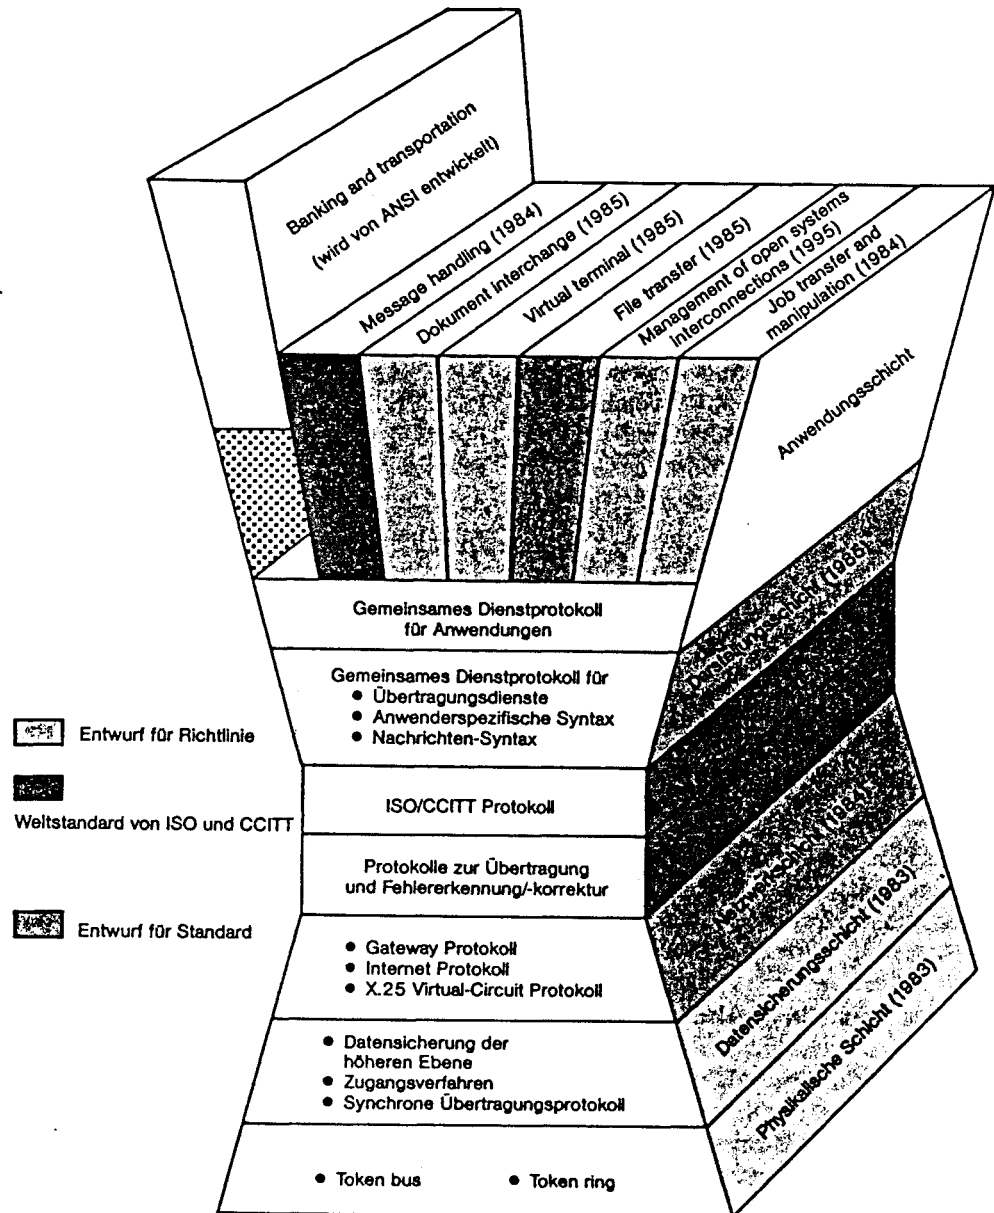 Banking and transportation
(wird von ANSI entwickelt)
Message handling (1984)
Dokument interchange (1985)
Virtual terminal (1985)
File transfer (1985)
Management of open systems
interconnections (1995)
Job transfer and
manipulation (1984)
Anwendungsschicht
Gemeinsames Dienstprotokoll
für Anwendungen
Darstellungsschicht (1985)
Gemeinsames Dienstprotokoll für
● Übertragungsdienste
● Anwenderspezifische Syntax
● Nachrichten-Syntax
Entwurf für Richtlinie
Weltstandard von ISO und CCITT
Entwurf für Standard
ISO/CCITT Protokoll
Protokolle zur Übertragung
und Fehlererkennung/-korrektur
Netzwerkschicht (1984)
● Gateway Protokoll
● Internet Protokoll
● X.25 Virtual-Circuit Protokoll
Datensicherungsschicht (1983)
● Datensicherung der
höheren Ebene
● Zugangsverfahren
● Synchrone Übertragungsprotokoll
Physikalische Schicht (1983)
● Token bus
● Token ring